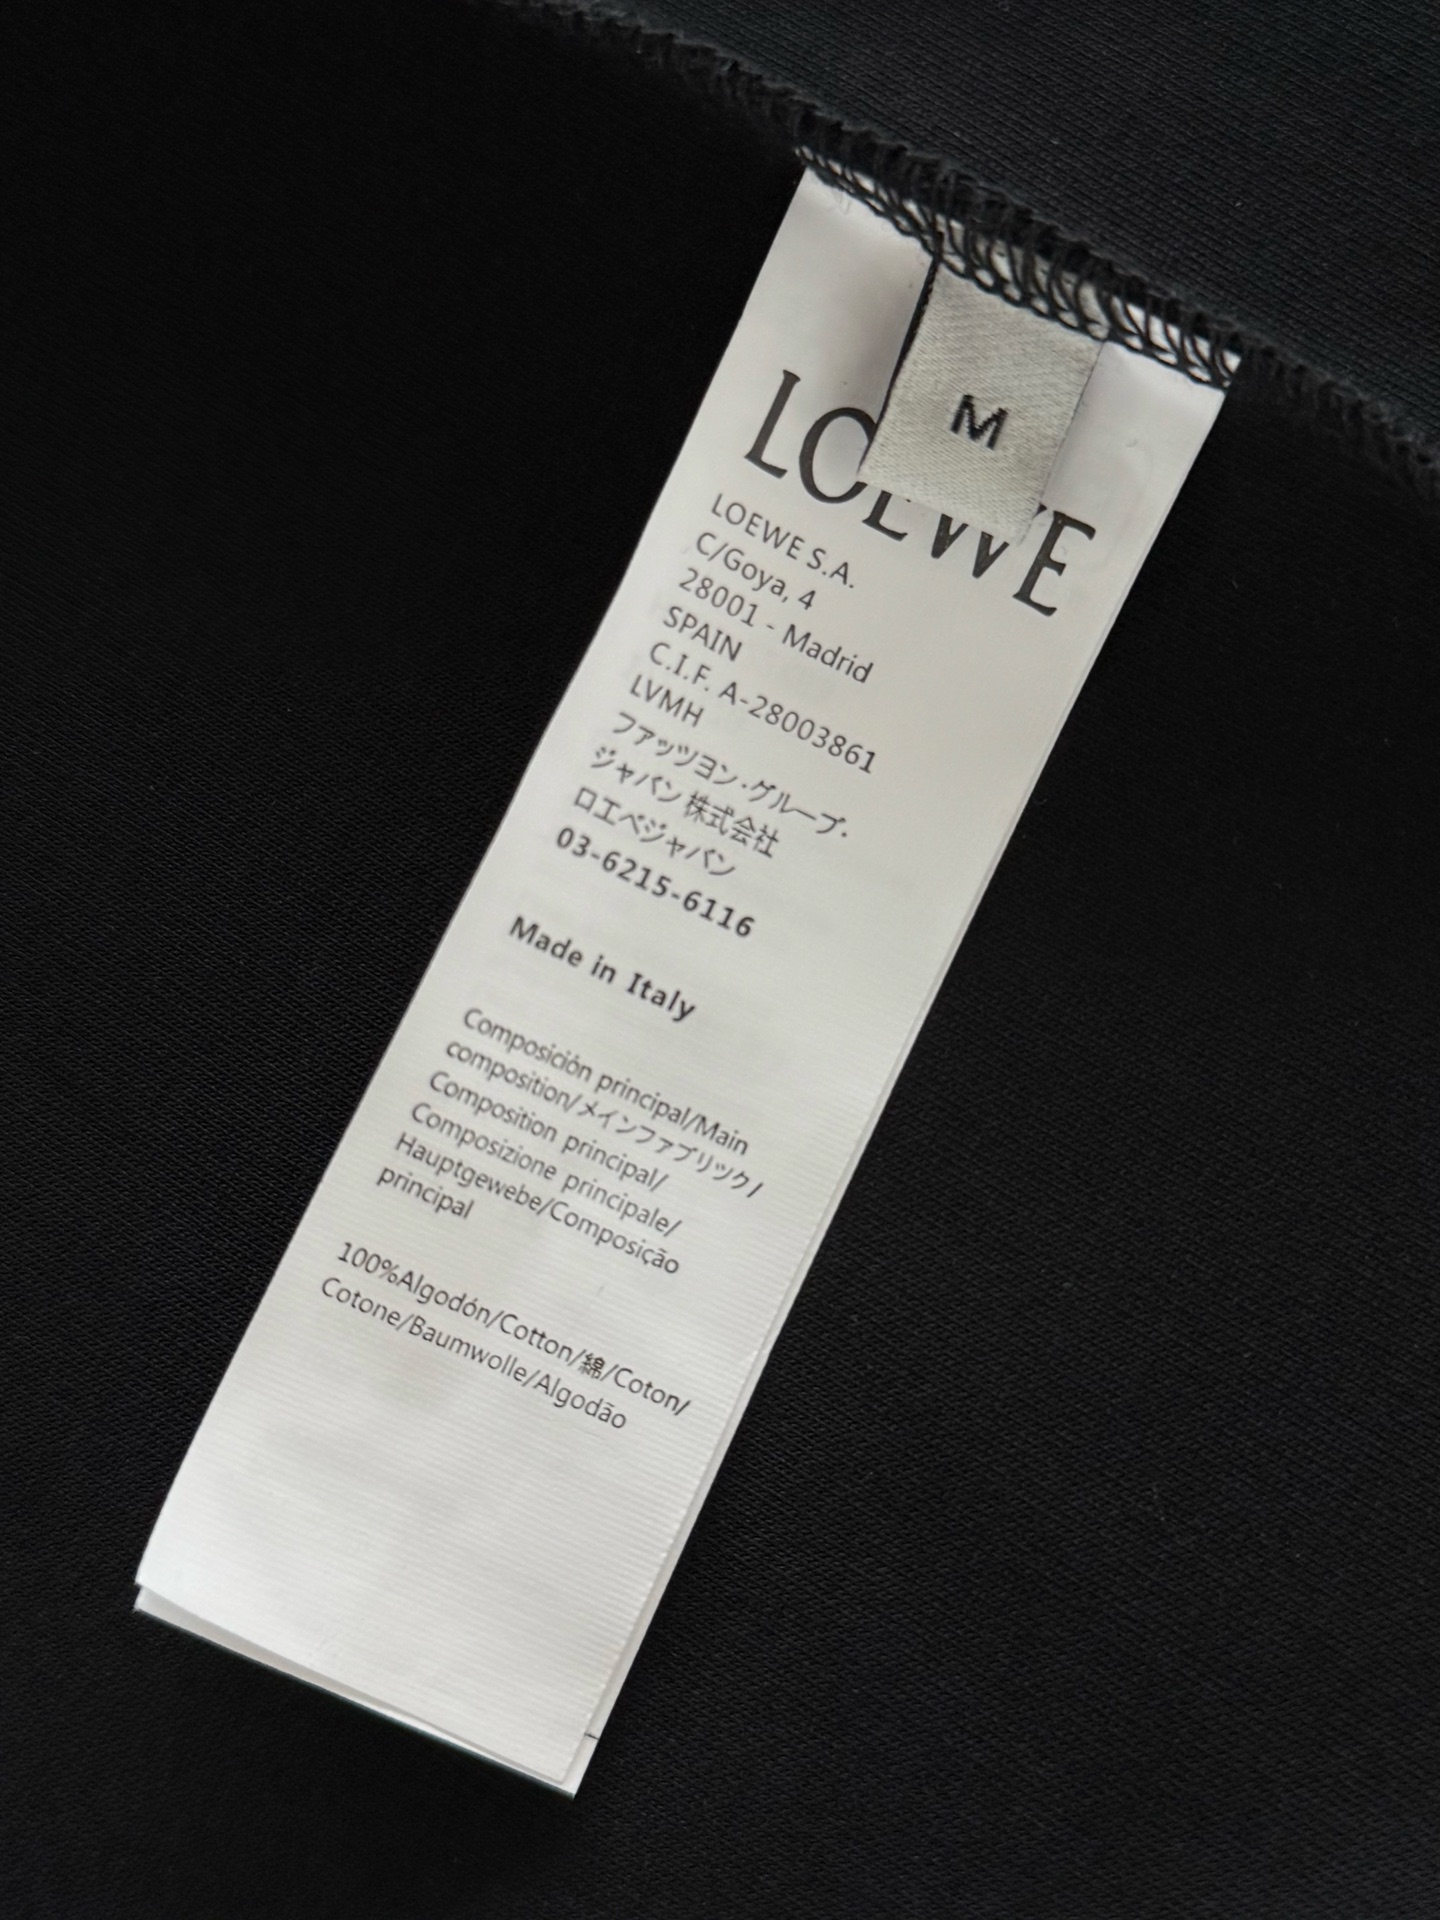 M
LOEWE
LOEWE S.A.
C/Goya, 4
28001 - Madrid
SPAIN
C.I.F. A-28003861
LVMH
ファッツヨン·グループ·
ジャパン 株式会社
ロエベジャパン
03-6215-6116
Made in Italy
Composición principal/Main
composition/メインファブリツク/
Composition principal/
Composizione principale/
Hauptgewebe/Composição
principal
100%Algodón/Cotton/綿/Coton/
Cotone/Baumwolle/Algodão